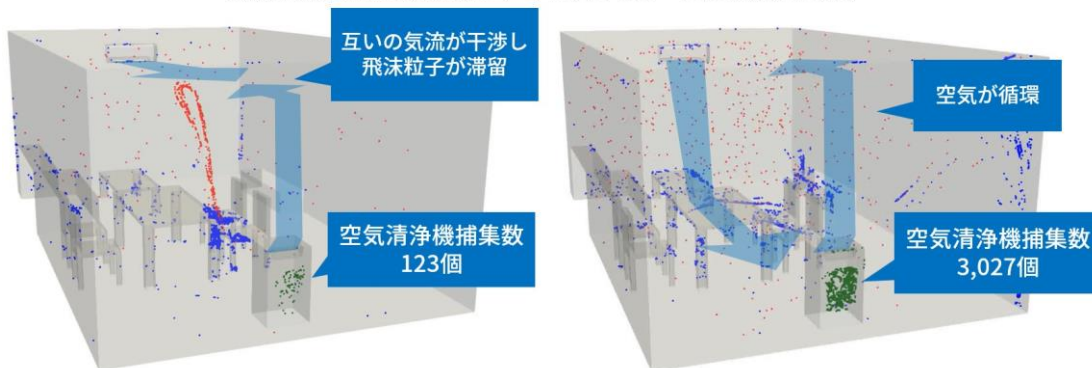 互いの気流が干渉し
飛沫粒子が滞留
空気清浄機捕集数
123個
空気が循環
空気清浄機捕集数
3,027個